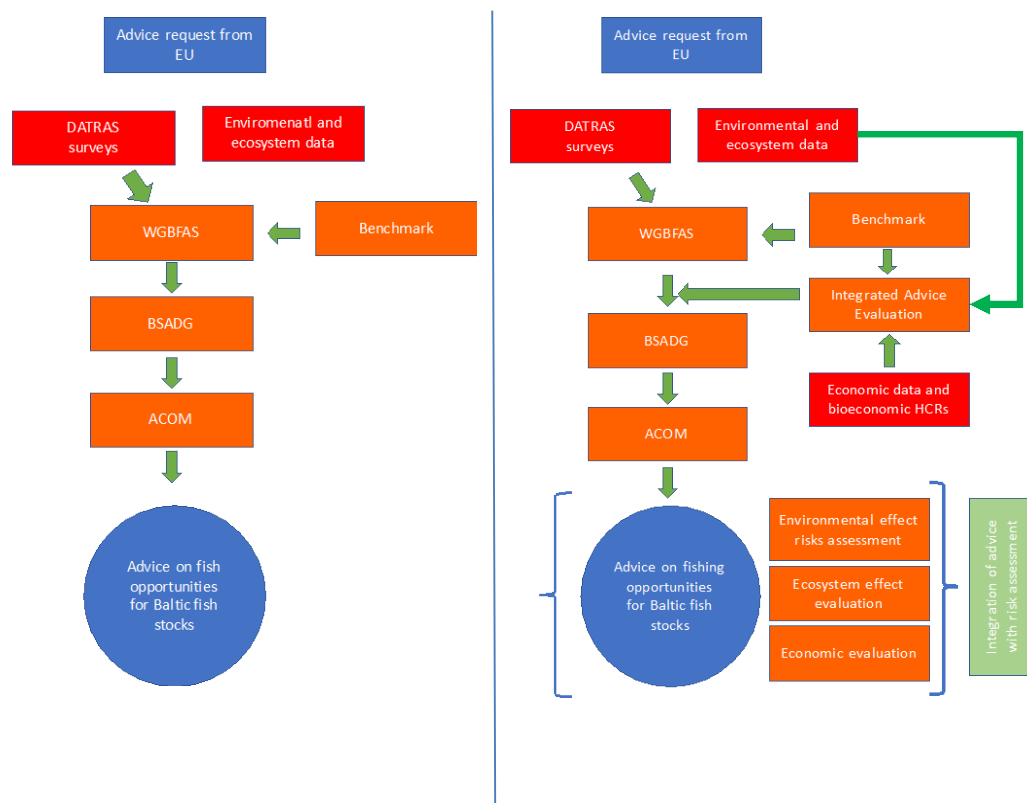 Advice request from
EU
DATRAS
surveys
Enviromenatl and
ecosystem data
WGBFAS
Benchmark
BSADG
ACOM
Advice on fish
opportunities
for Baltic fish
stocks
Advice request from
EU
DATRAS
surveys
Environmental and
ecosystem data
WGBFAS
Benchmark
Integrated Advice
Evaluation
BSADG
Economic data and
bioeconomic HCRs
ACOM
Advice on fishing
opportunities
for Baltic fish
stocks
Environmental effect
risks assessment
Ecosystem effect
evaluation
Economic evaluation
Integration of advice
with risk assessment